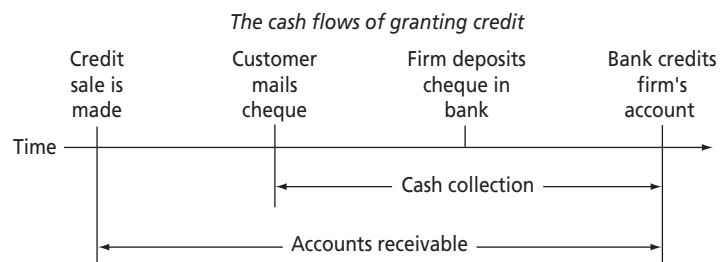 The cash flows of granting credit
Credit
sale is
made
Customer
mails
cheque
Firm deposits
cheque in
bank
Bank credits
firm's
account
Time
Cash collection
Accounts receivable